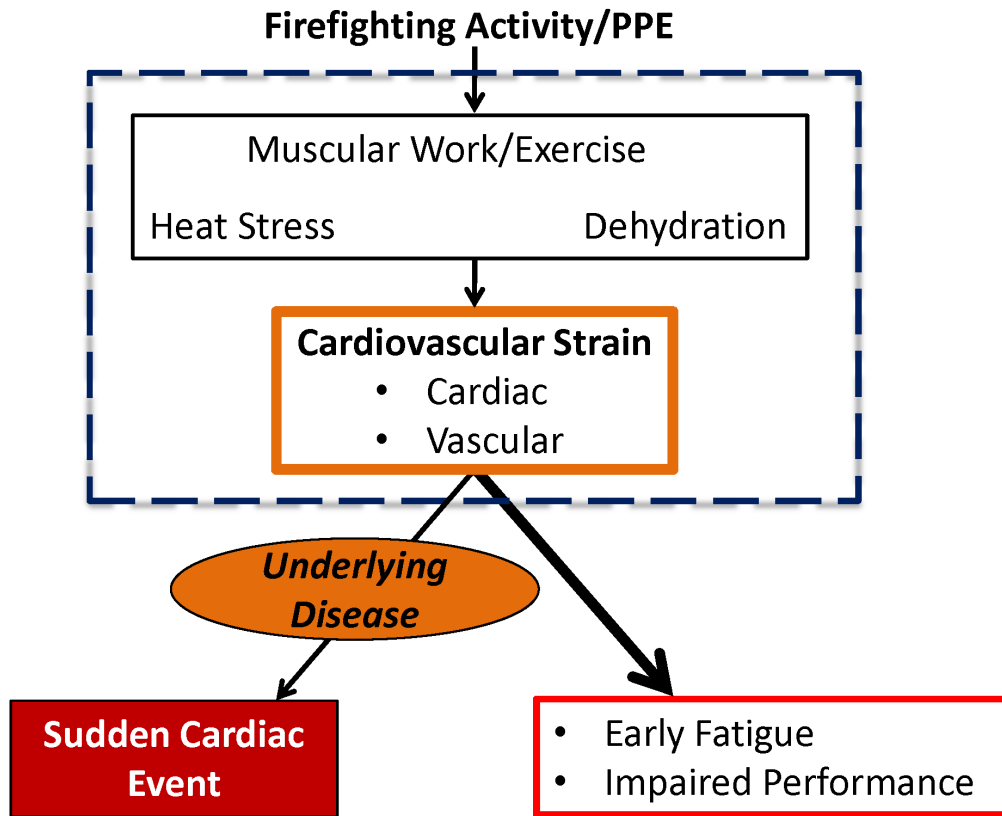 Firefighting Activity/PPE
Muscular Work/Exercise
Heat Stress Dehydration
Cardiovascular Strain
• Cardiac
• Vascular
Underlying
Disease
Sudden Cardiac
Event
• Early Fatigue
• Impaired Performance